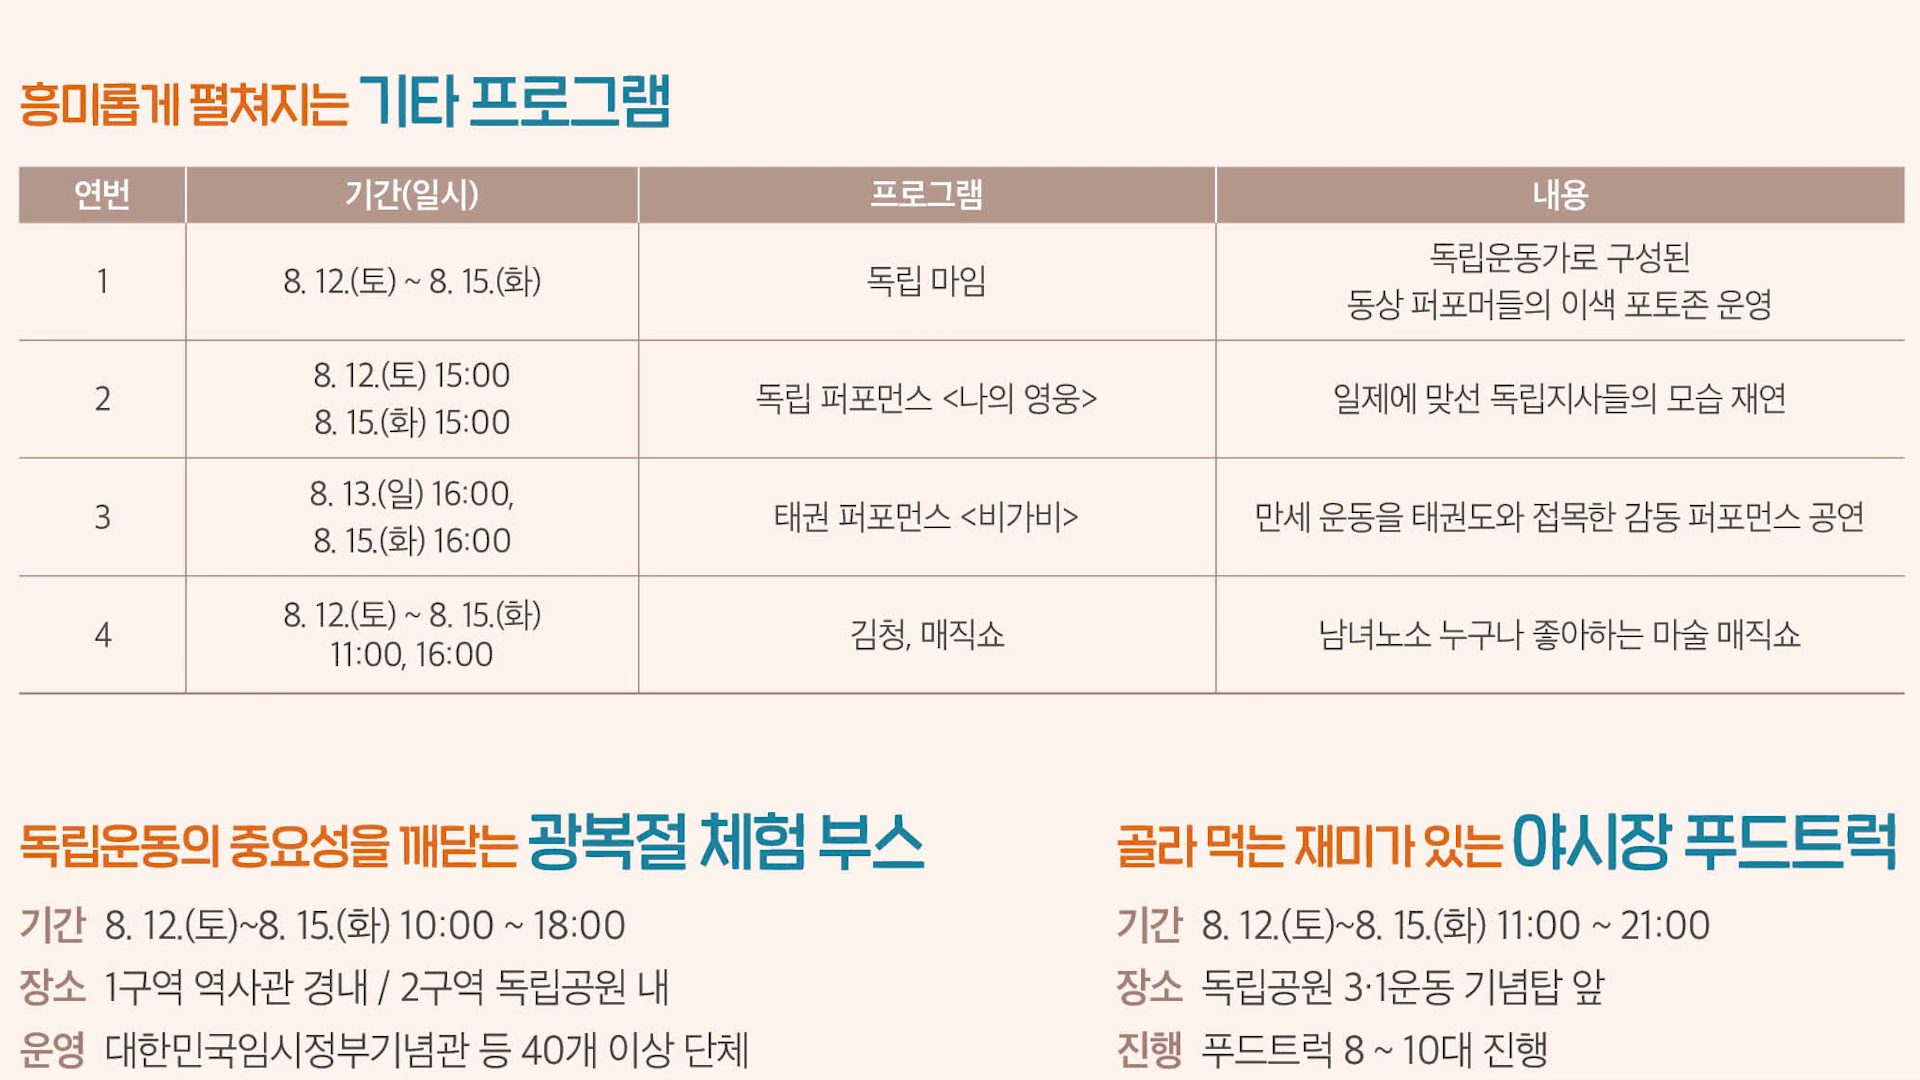 흥미롭게 펼쳐지는 기타 프로그램
연번 기간(일시) 프로그램 내용
1 8. 12.(토) ~ 8. 15.(화) 독립 마임 독립운동가로 구성된
동상 퍼포머들의 이색 포토존 운영
2 8. 12.(토) 15:00
8. 15.(화) 15:00 독립 퍼포먼스 <나의 영웅> 일제에 맞선 독립지사들의 모습 재연
3 8. 13.(일) 16:00,
8. 15.(화) 16:00 태권 퍼포먼스 <비가비> 만세 운동을 태권도와 접목한 감동 퍼포먼스 공연
4 8. 12.(토) ~ 8. 15.(화)
11:00, 16:00 김청, 매직쇼 남녀노소 누구나 좋아하는 마술 매직쇼
독립운동의 중요성을 깨닫는 광복절 체험 부스
기간 8. 12.(토)~8. 15.(화) 10:00 ~ 18:00
장소 1구역 역사관 경내 / 2구역 독립공원 내
운영 대한민국임시정부기념관 등 40개 이상 단체
골라 먹는 재미가 있는 야시장 푸드트럭
기간 8. 12.(토)~8. 15.(화) 11:00 ~ 21:00
장소 독립공원 3·1운동 기념탑 앞
진행 푸드트럭 8 ~ 10대 진행